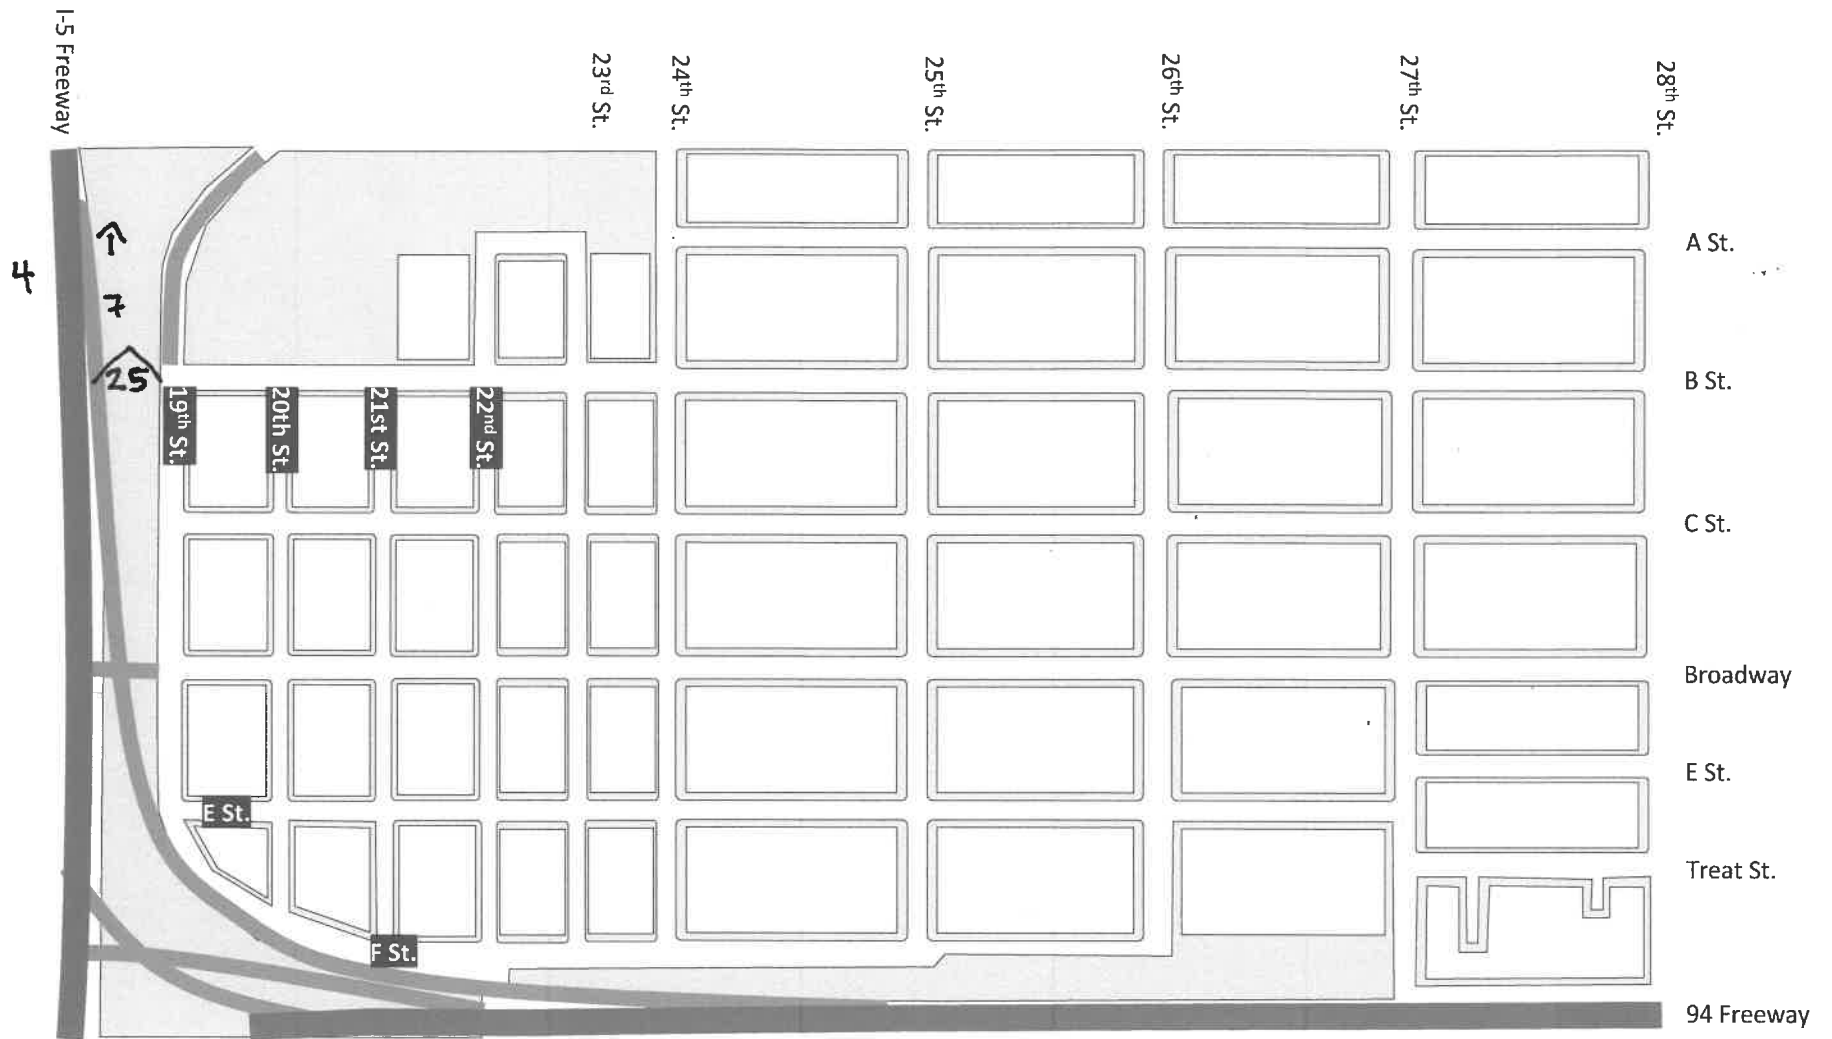 I-5 Freeway
23rd St.
24th St.
25th St.
26th St.
27th St.
28th St.
A St.
4
7
25
B St.
19th St.
20th St.
21st St.
22nd St.
C St.
Broadway
E St.
E St.
Treat St.
F St.
94 Freeway